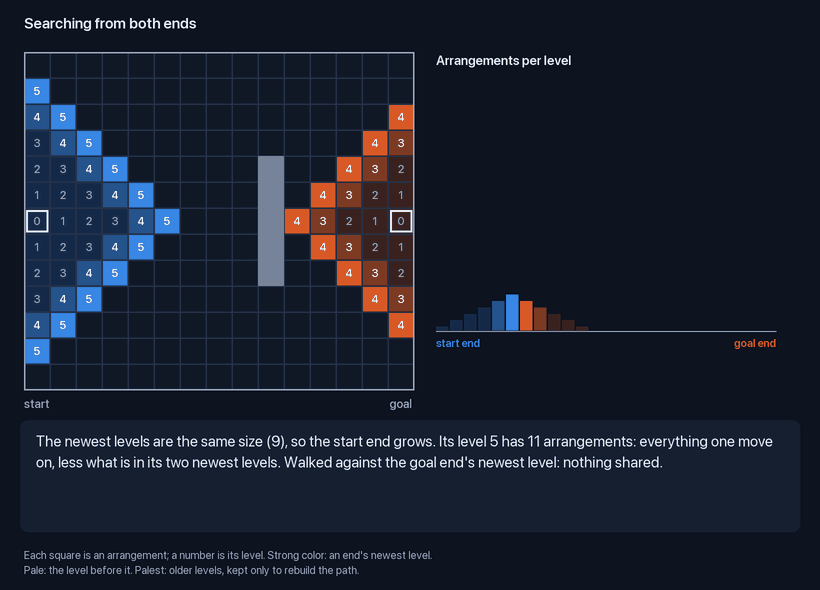 Searching from both ends
Arrangements per level
5
4 5 4
3 4 5 4 3
2 3 4 5 4 3 2
1 2 3 4 5 4 3 2 1
0 1 2 3 4 5 4 3 2 1 0
1 2 3 4 5 4 3 2 1
2 3 4 5 4 3 2
3 4 5 4 3
4 5 4
5
start end goal end
start goal
The newest levels are the same size (9), so the start end grows. Its level 5 has 11 arrangements: everything one move
on, less what is in its two newest levels. Walked against the goal end's newest level: nothing shared.
Each square is an arrangement; a number is its level. Strong color: an end's newest level.
Pale: the level before it. Palest: older levels, kept only to rebuild the path.